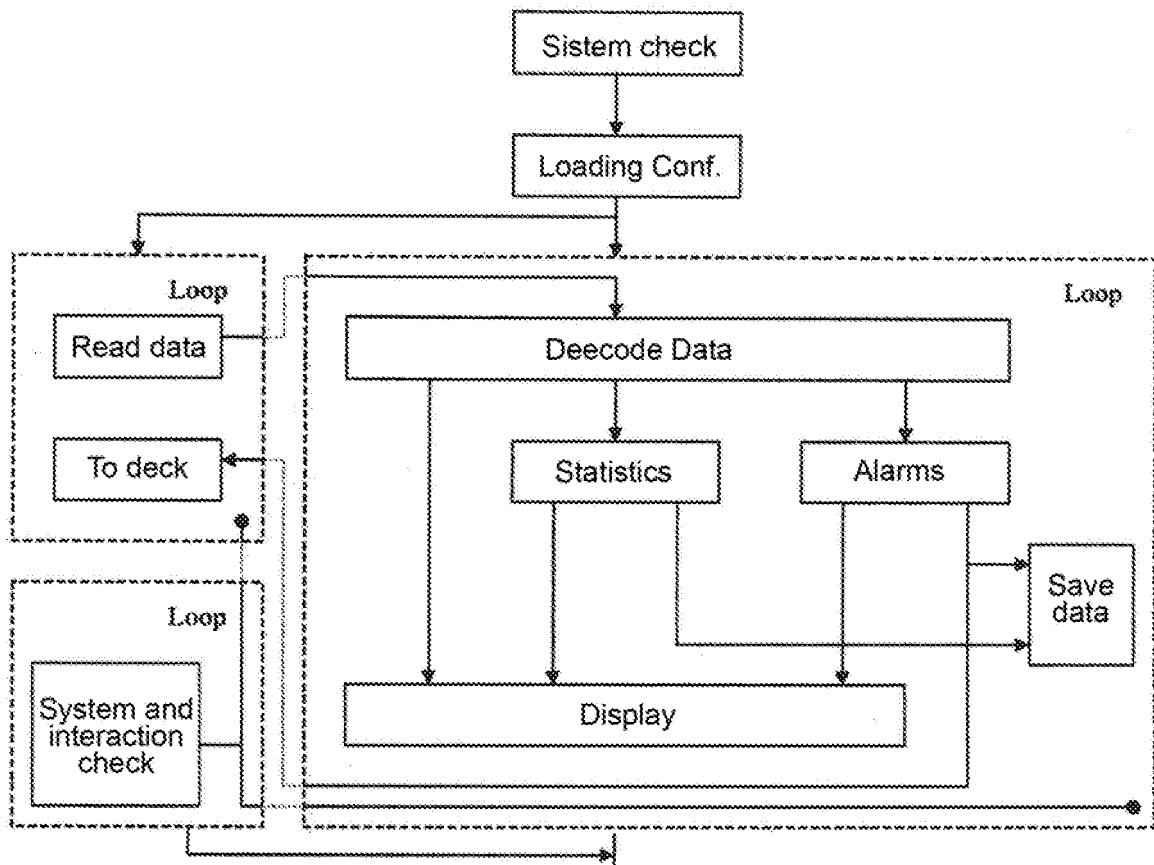 Sistem check
Loading Conf.
Loop
Read data
To deck
Loop
Deecode Data
Statistics
Alarms
Save
data
Display
Loop
System and
interaction
check